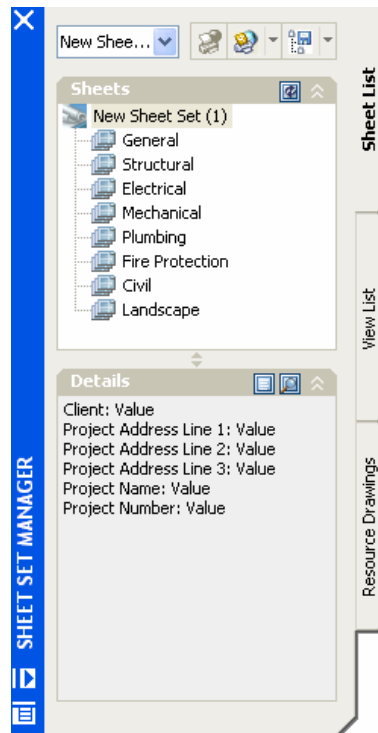 New Shee...
Sheets
New Sheet Set (1)
General
Structural
Electrical
Mechanical
Plumbing
Fire Protection
Civil
Landscape
Details
Client: Value
Project Address Line 1: Value
Project Address Line 2: Value
Project Address Line 3: Value
Project Name: Value
Project Number: Value
SHEET SET MANAGER
Sheet List
View List
Resource Drawings